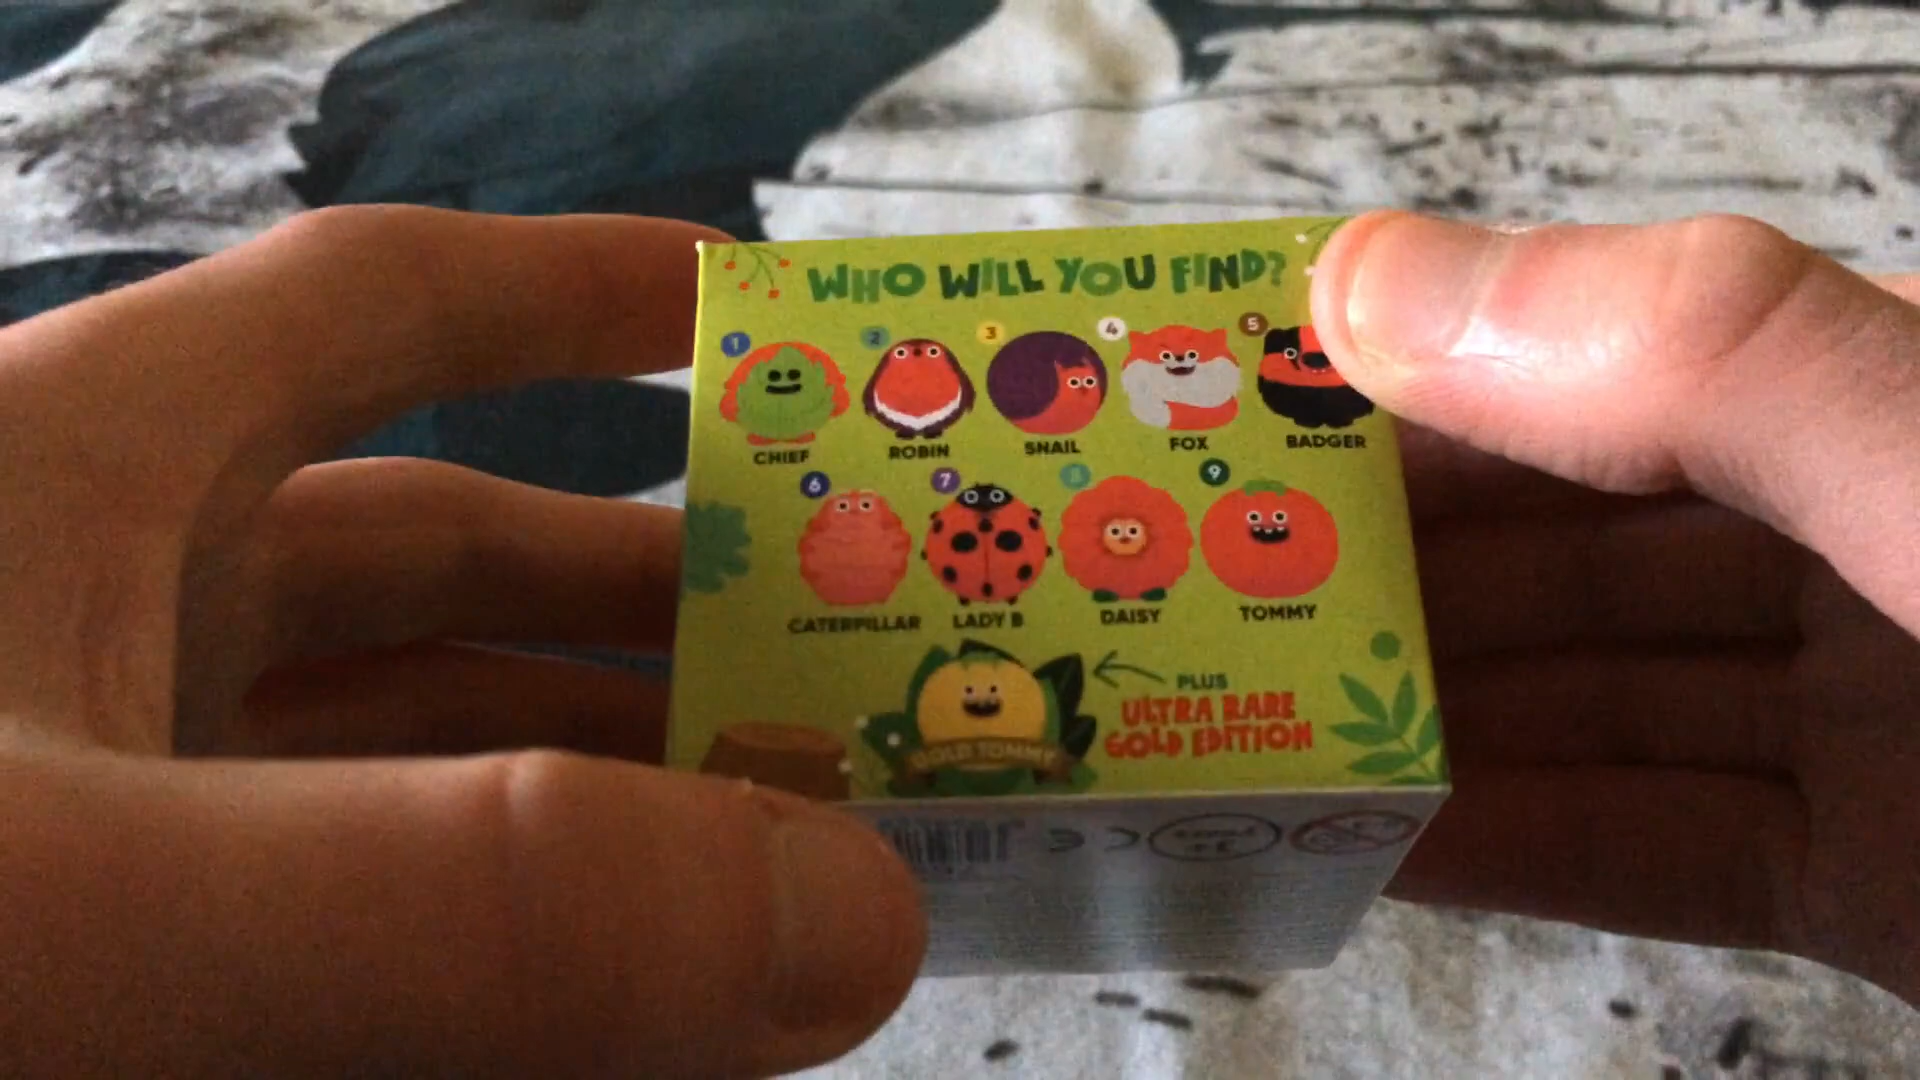 WHO WILL YOU FIND?
1 2 3 4 5
CHIEF ROBIN SNAIL FOX BADGER
6 7 8 9
CATERPILLAR LADY B DAISY TOMMY
PLUS
ULTRA RARE
GOLD EDITION
GOLD TOMMY